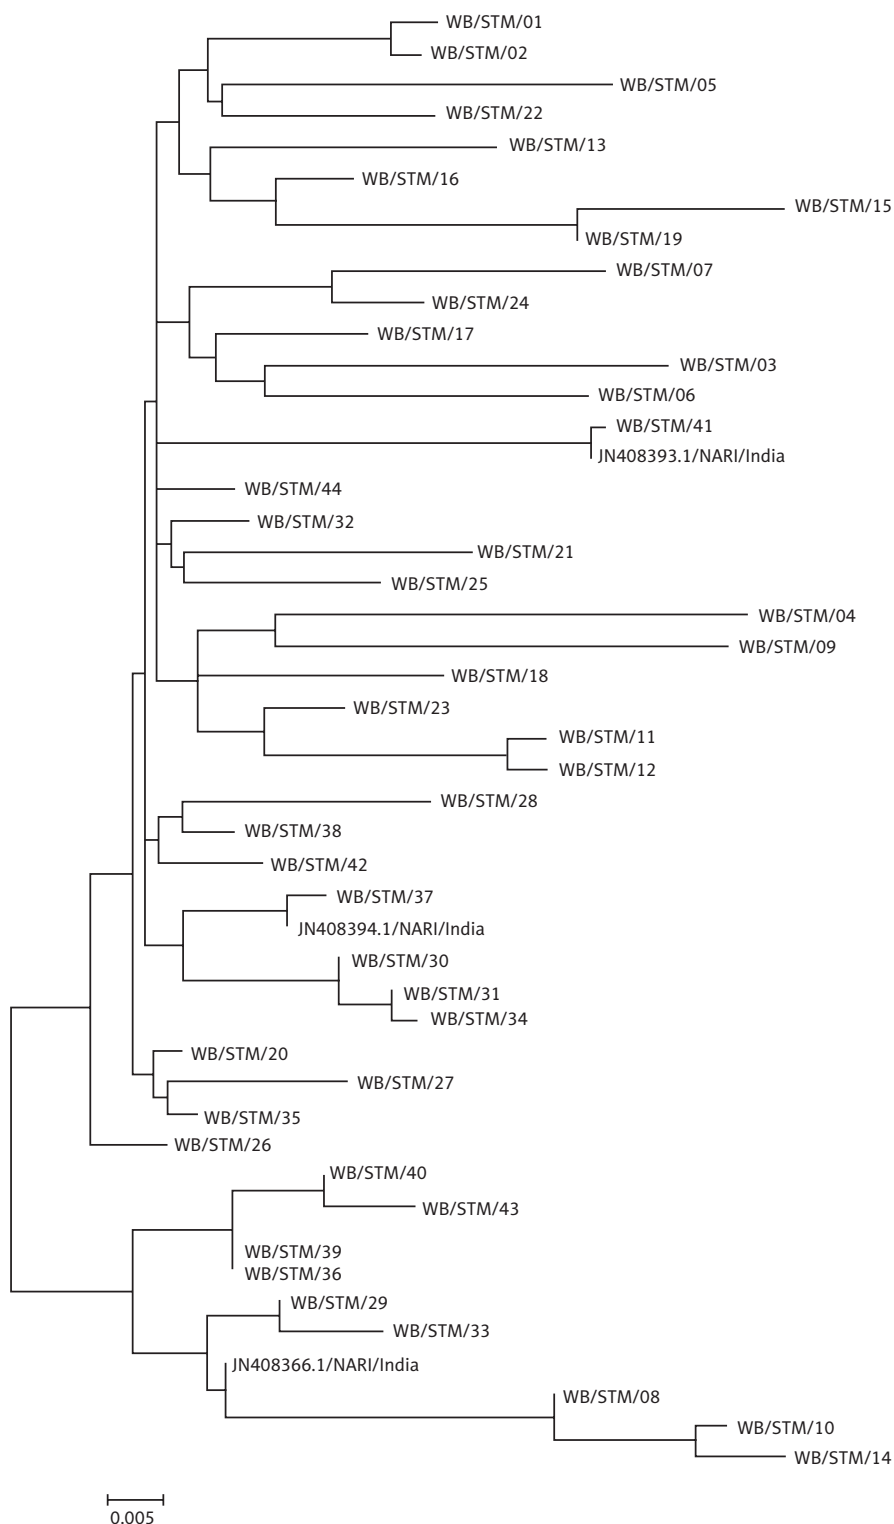 WB/STM/01
WB/STM/02
WB/STM/05
WB/STM/22
WB/STM/13
WB/STM/16
WB/STM/15
WB/STM/19
WB/STM/07
WB/STM/24
WB/STM/17
WB/STM/03
WB/STM/06
WB/STM/41
JN408393.1/NARI/India
WB/STM/44
WB/STM/32
WB/STM/21
WB/STM/25
WB/STM/04
WB/STM/09
WB/STM/18
WB/STM/23
WB/STM/11
WB/STM/12
WB/STM/28
WB/STM/38
WB/STM/42
WB/STM/37
JN408394.1/NARI/India
WB/STM/30
WB/STM/31
WB/STM/34
WB/STM/20
WB/STM/27
WB/STM/35
WB/STM/26
WB/STM/40
WB/STM/43
WB/STM/39
WB/STM/36
WB/STM/29
WB/STM/33
JN408366.1/NARI/India
WB/STM/08
WB/STM/10
WB/STM/14
0.005